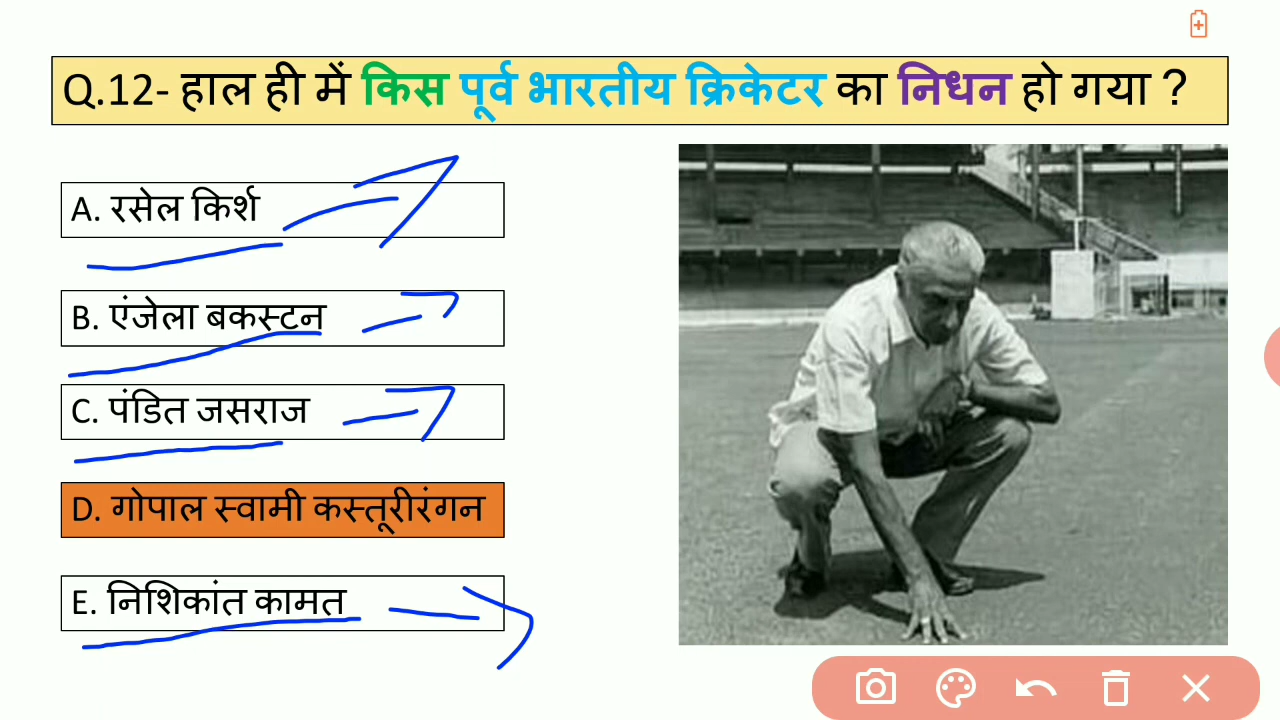 Q.12- हाल ही में किस पूर्व भारतीय क्रिकेटर का निधन हो गया ?
A. रसेल किर्श
B. एंजेला बकस्टन
C. पंडित जसराज
D. गोपाल स्वामी कस्तूरीरंगन
E. निशिकांत कामत